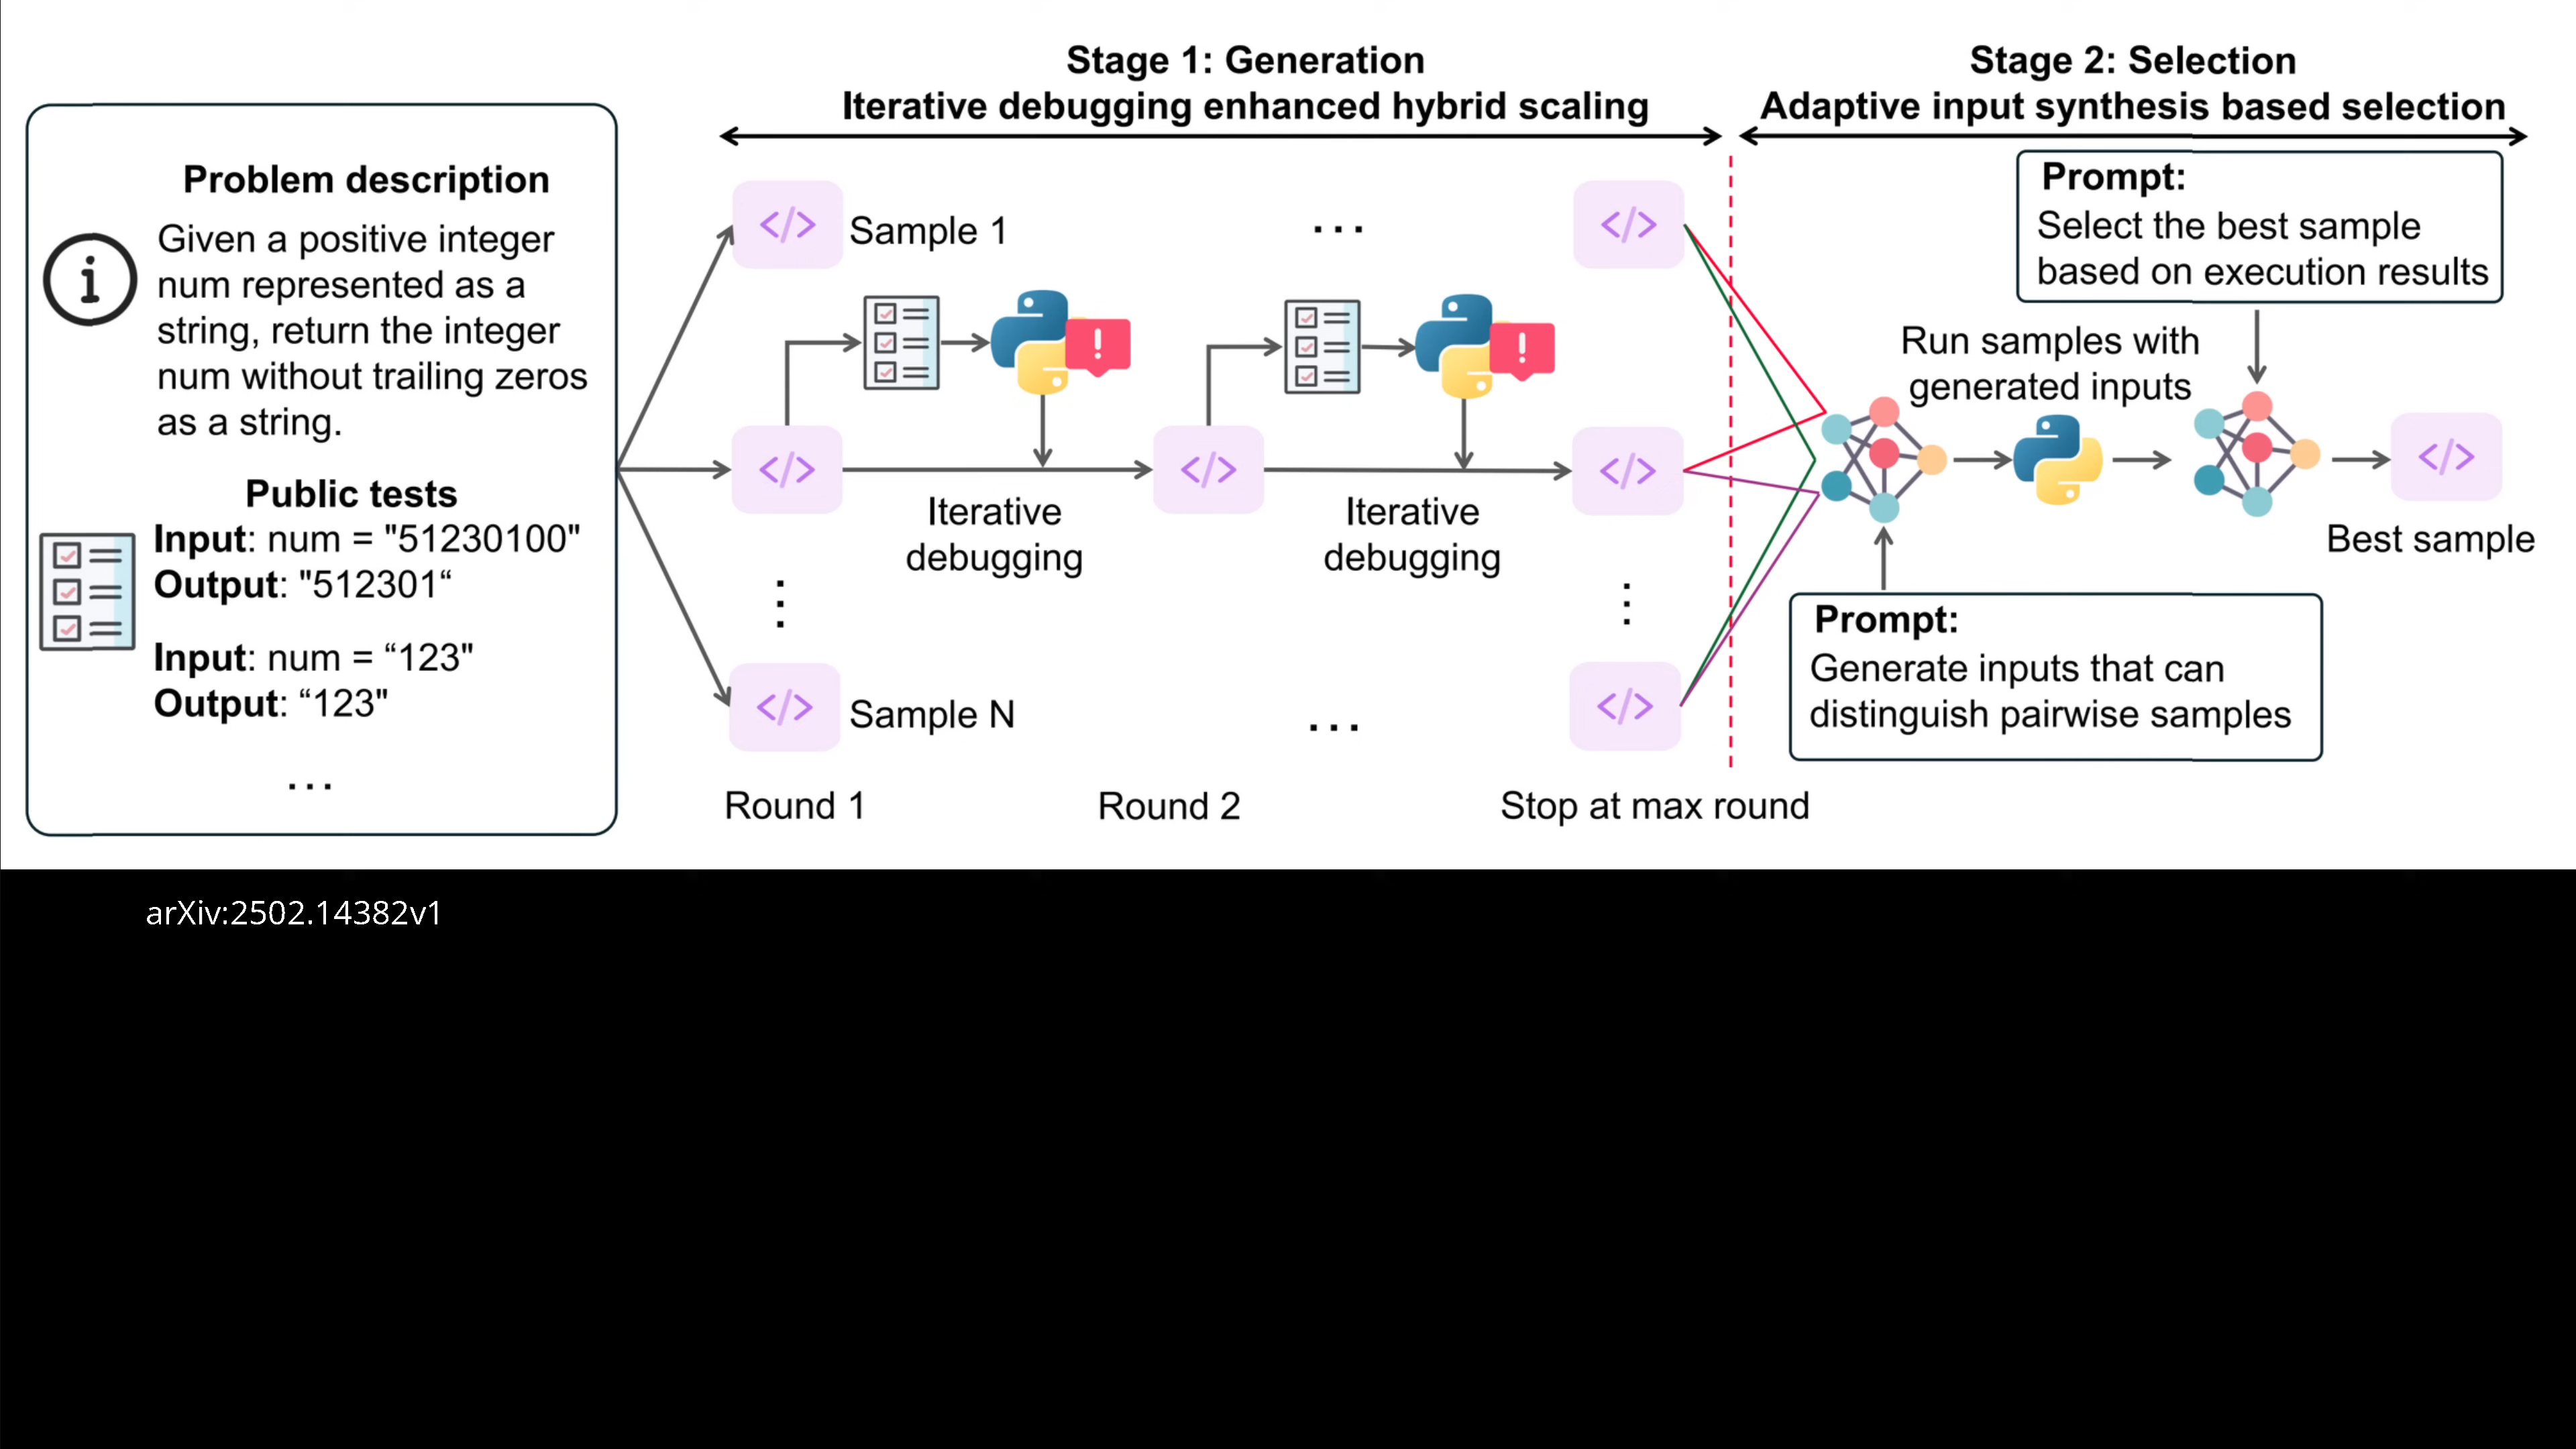 Stage 1: Generation
Iterative debugging enhanced hybrid scaling
Stage 2: Selection
Adaptive input synthesis based selection
Problem description
Given a positive integer
num represented as a
string, return the integer
num without trailing zeros
as a string.
Public tests
Input: num = "51230100"
Output: "512301“
Input: num = “123"
Output: “123"
...
Sample 1
...
Iterative
debugging
Iterative
debugging
Sample N
...
Round 1
Round 2
Stop at max round
Prompt:
Select the best sample
based on execution results
Run samples with
generated inputs
Best sample
Prompt:
Generate inputs that can
distinguish pairwise samples
arXiv:2502.14382v1